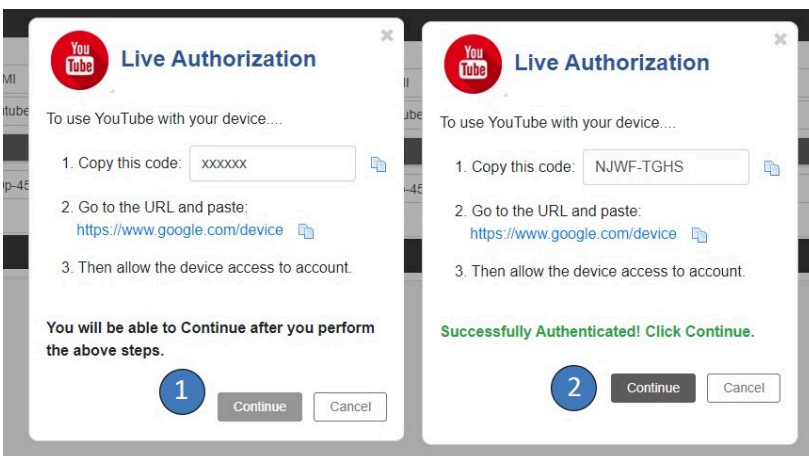 You
Tube
Live Authorization
To use YouTube with your device....
1. Copy this code: xxxxxx
2. Go to the URL and paste:
https://www.google.com/device
3. Then allow the device access to account.
You will be able to Continue after you perform
the above steps.
1
Continue
Cancel
You
Tube
Live Authorization
To use YouTube with your device....
1. Copy this code: NJWF-TGHS
2. Go to the URL and paste:
https://www.google.com/device
3. Then allow the device access to account.
Successfully Authenticated! Click Continue.
2
Continue
Cancel